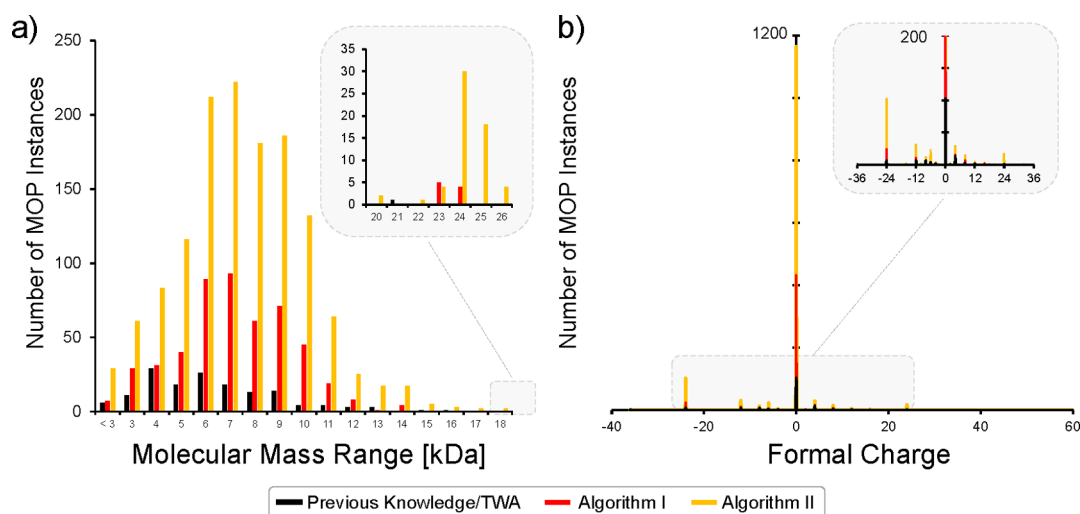 a)
Number of MOP Instances
250
200
150
100
50
0
< 3 3 4 5 6 7 8 9 10 11 12 13 14 15 16 17 18
Molecular Mass Range [kDa]
35
30
25
20
15
10
5
0
20 21 22 23 24 25 26
b)
Number of MOP Instances
1200
-40 -20 0 20 40 60
Formal Charge
200
-36 -24 -12 0 12 24 36
Previous Knowledge/TWA Algorithm I Algorithm II